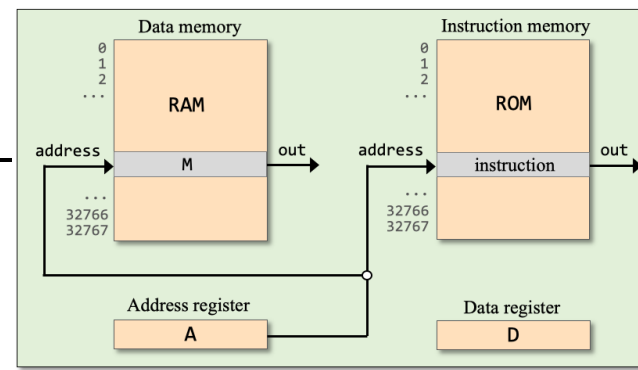 Data memory
0
1
2
...
RAM
address
M
out
...
32766
32767
Instruction memory
0
1
2
...
ROM
address
instruction
out
...
32766
32767
Address register
A
Data register
D